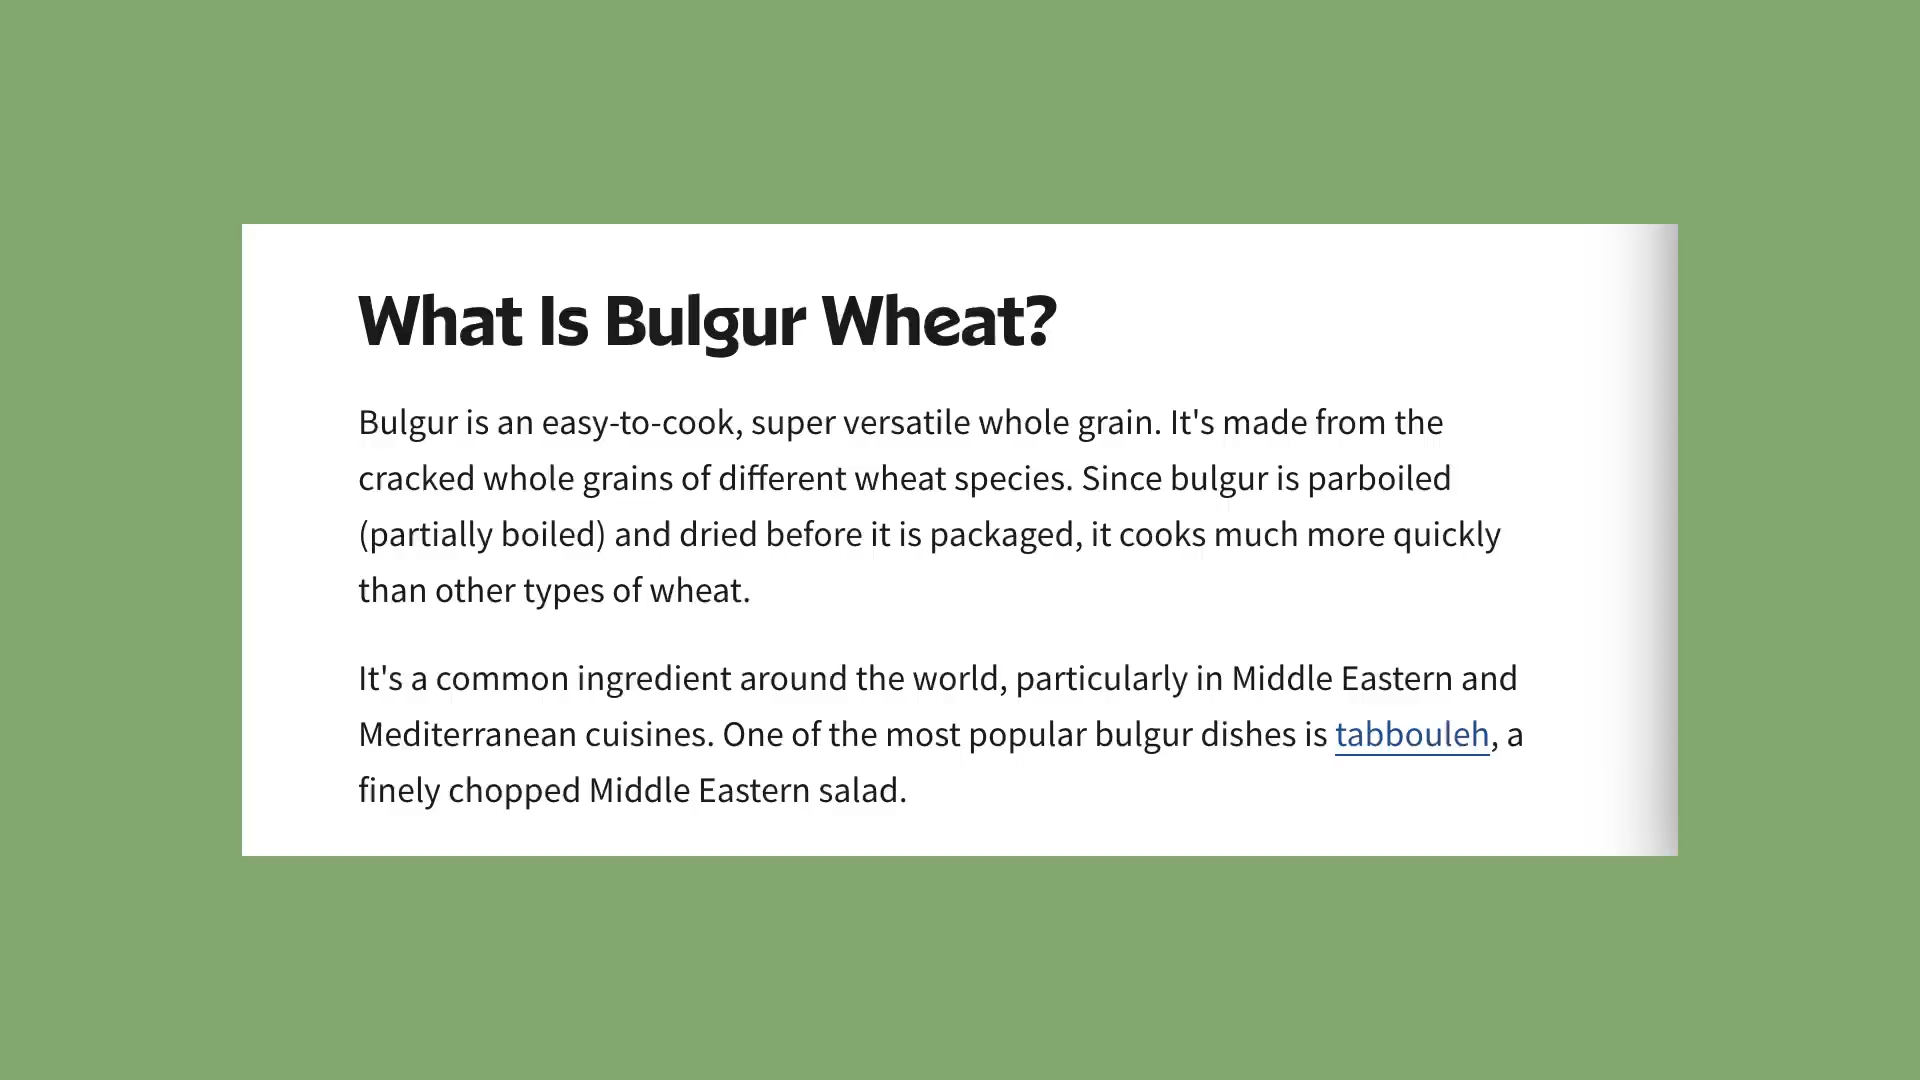 What Is Bulgur Wheat?
Bulgur is an easy-to-cook, super versatile whole grain. It's made from the
cracked whole grains of different wheat species. Since bulgur is parboiled
(partially boiled) and dried before it is packaged, it cooks much more quickly
than other types of wheat.
It's a common ingredient around the world, particularly in Middle Eastern and
Mediterranean cuisines. One of the most popular bulgur dishes is tabbouleh, a
finely chopped Middle Eastern salad.